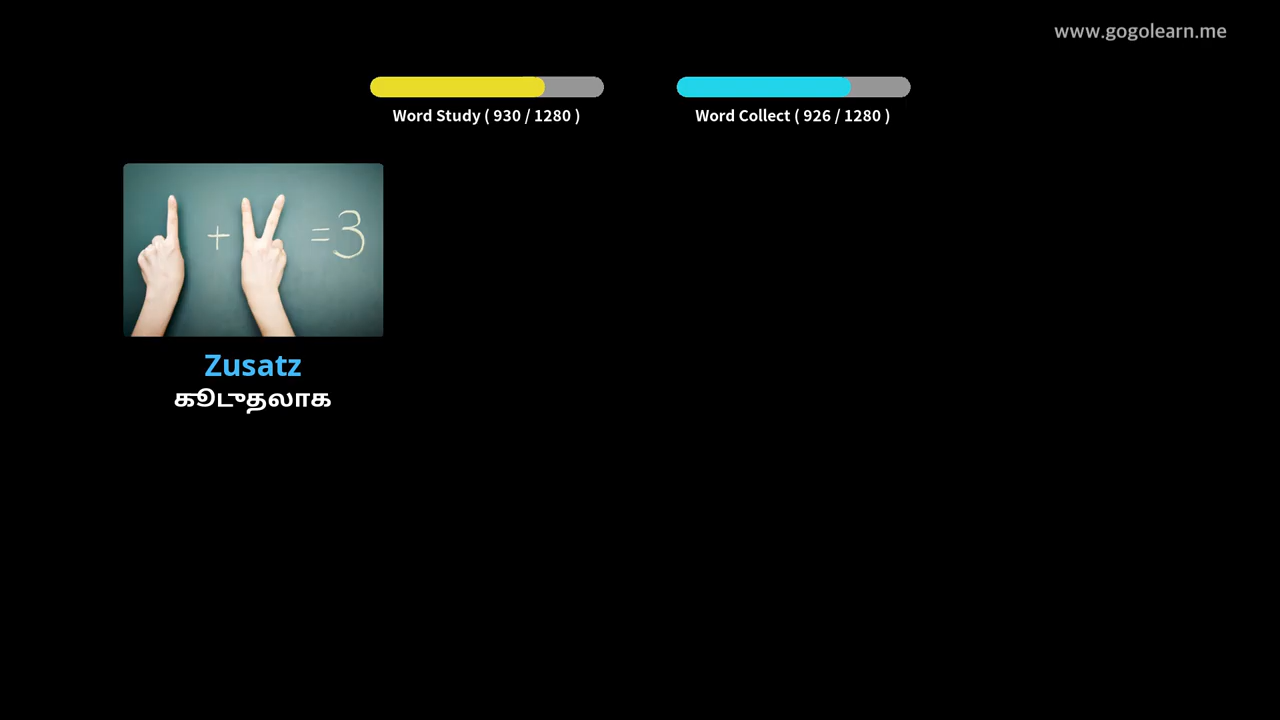 www.gogolearn.me
Word Study ( 930 / 1280 )
Word Collect ( 926 / 1280 )
+ =3
Zusatz
கூடுதலாக